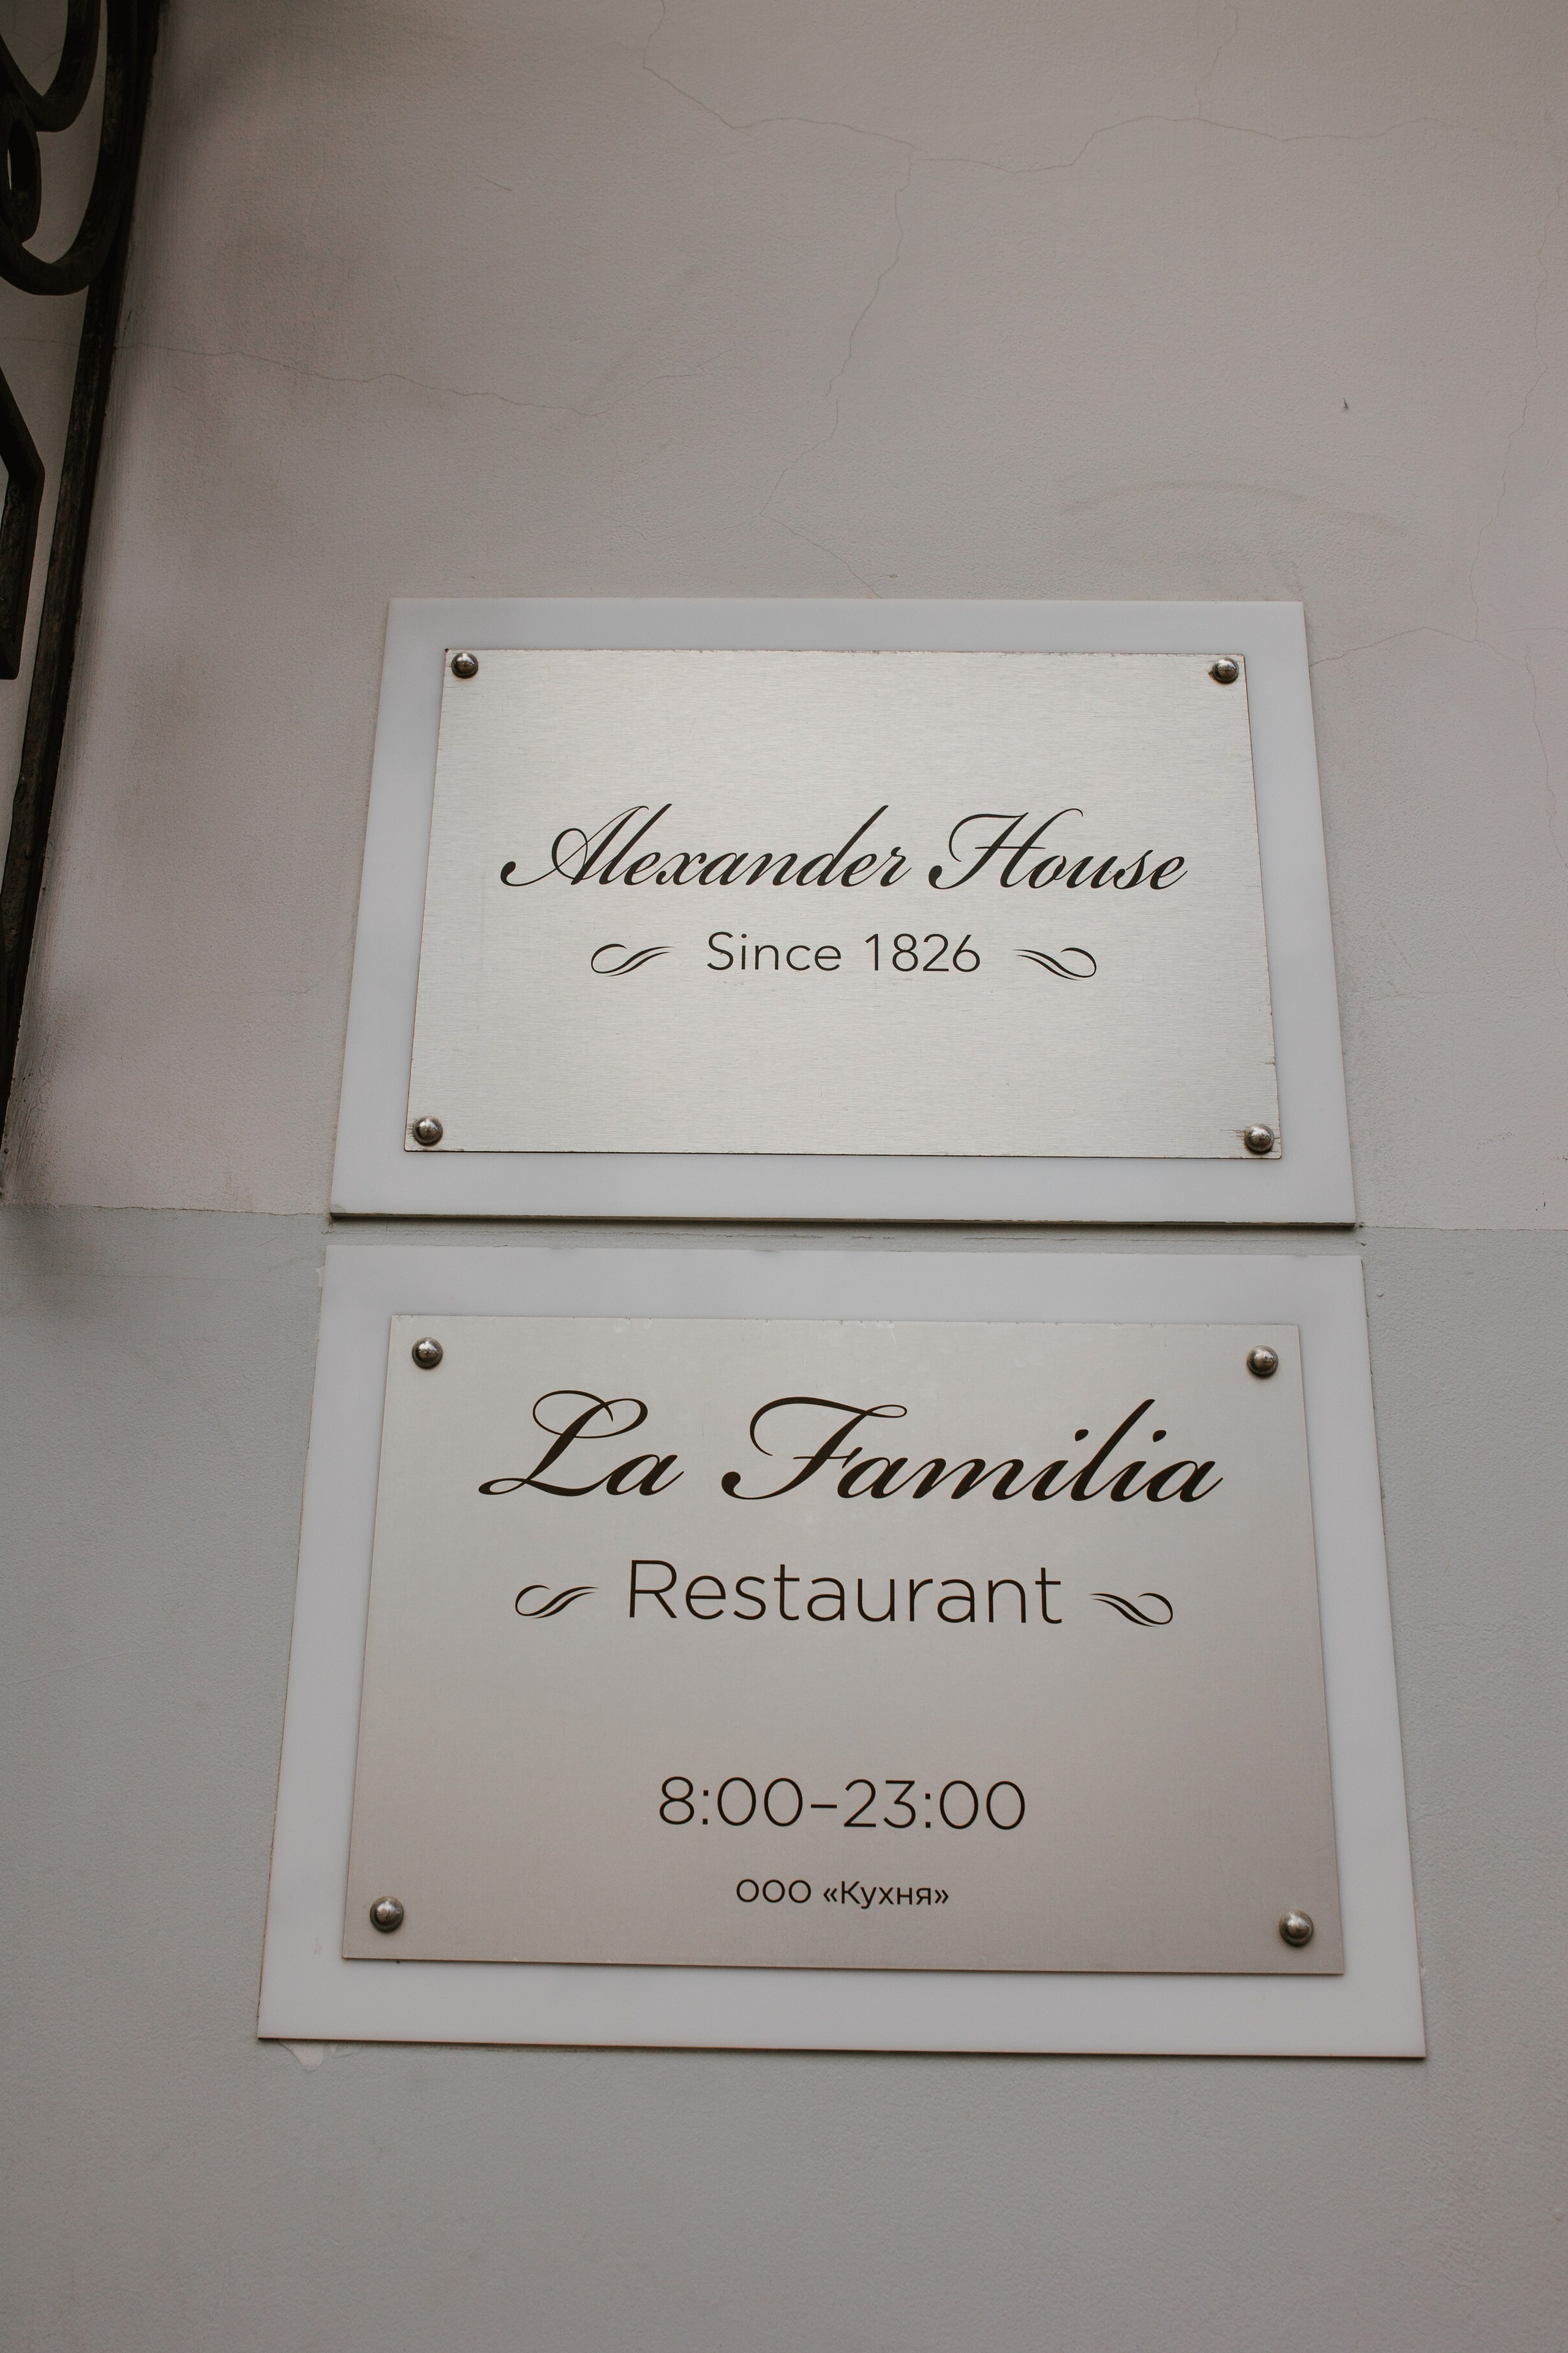 Alexander House
Since 1826
La Familia
Restaurant
8:00–23:00
ООО «Кухня»